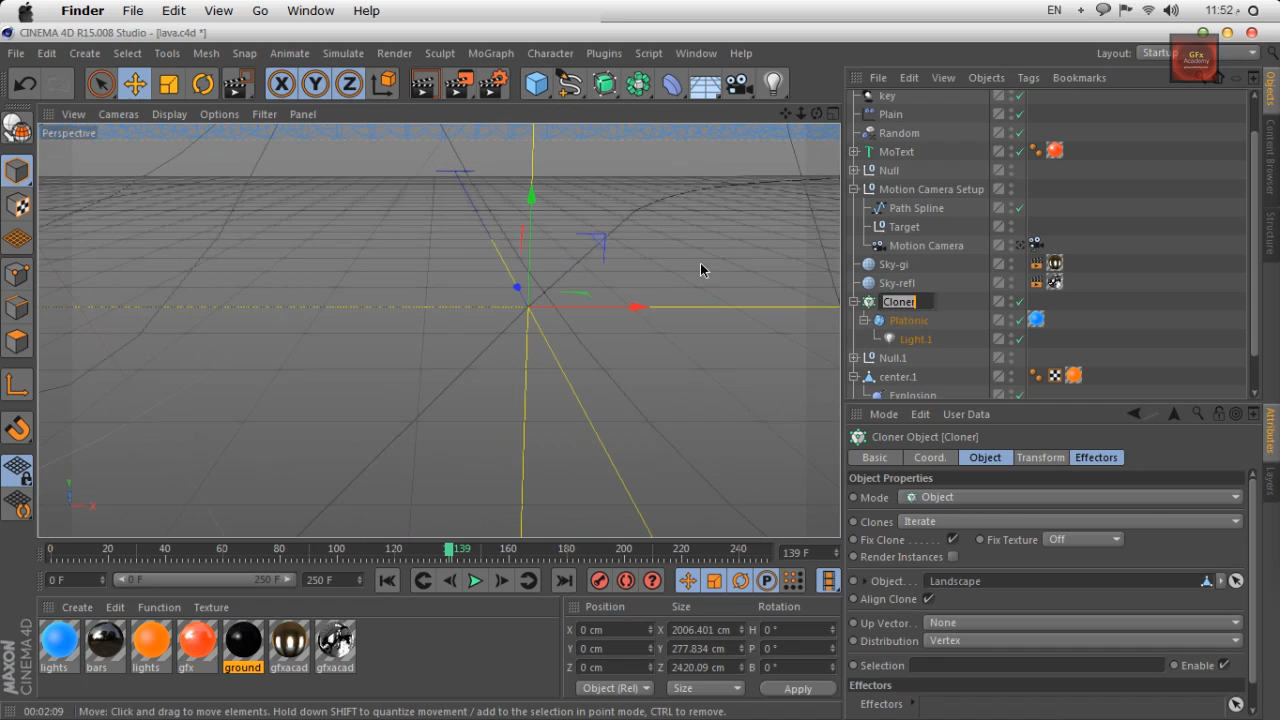 Finder File Edit View Go Window Help EN 11:52 م
CINEMA 4D R15.008 Studio - [lava.c4d *]
File Edit Create Select Tools Mesh Snap Animate Simulate Render Sculpt MoGraph Character Plugins Script Window Help Layout: Startup
GFx
Academy
X Y Z
File Edit View Objects Tags Bookmarks
View Cameras Display Options Filter Panel
Perspective
key
Plain
Random
MoText
Null
Motion Camera Setup
Path Spline
Target
Motion Camera
Sky-gi
Sky-refl
Cloner
Platonic
Light.1
Null.1
center.1
Explosion
Objects
Content Browser
Structure
Y
X
Mode Edit User Data
Cloner Object [Cloner]
Basic Coord. Object Transform Effectors
Object Properties
Mode Object
Clones Iterate
Fix Clone Fix Texture Off
Render Instances
Object Landscape
Align Clone
Up Vector None
Distribution Vertex
Selection Enable
Effectors
Effectors
Attributes
Layers
0 20 40 60 80 100 120 139 160 180 200 220 240 139 F
0 F 0 F 250 F 250 F
P
Create Edit Function Texture
lights bars lights gfx ground gfxacad gfxacad
Position Size Rotation
X 0 cm X 2006.401 cm H 0 °
Y 0 cm Y 277.834 cm P 0 °
Z 0 cm Z 2420.09 cm B 0 °
Object (Rel) Size Apply
MAXON CINEMA 4D
00:02:09 Move: Click and drag to move elements. Hold down SHIFT to quantize movement / add to the selection in point mode, CTRL to remove.